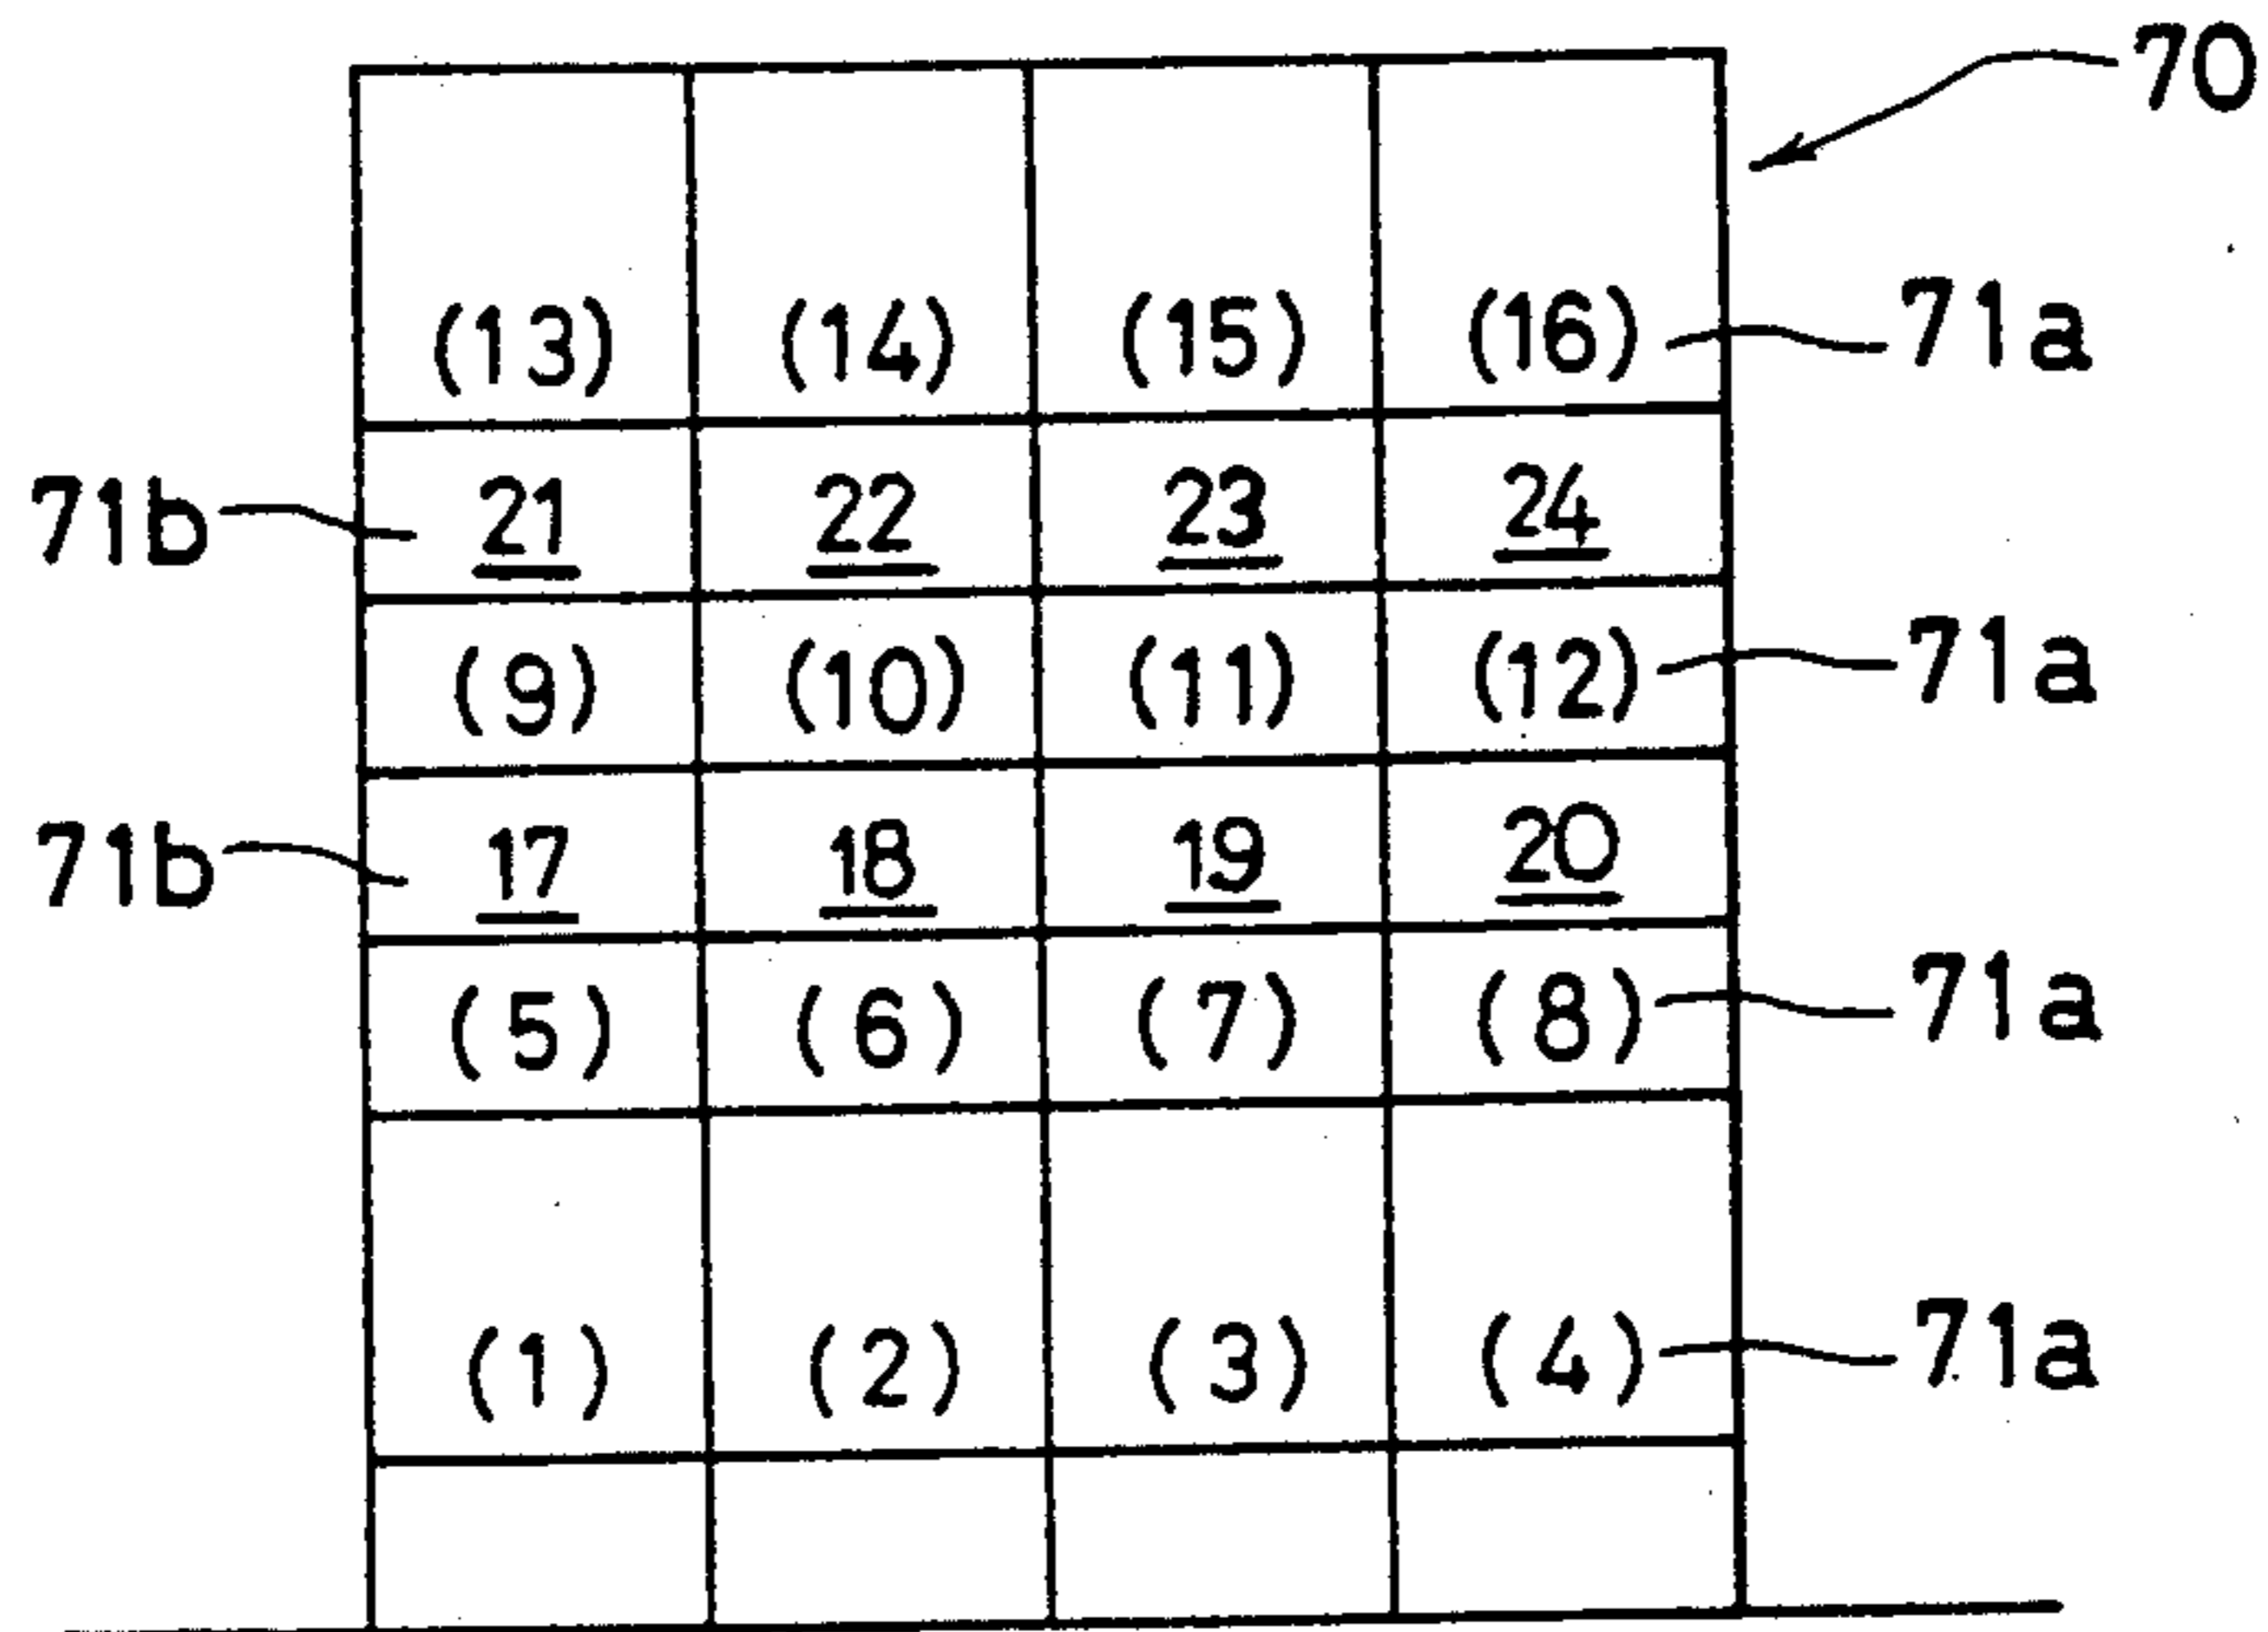 70
(13) (14) (15) (16) 71a
71b 21 22 23 24
(9) (10) (11) (12) 71a
71b 17 18 19 20
(5) (6) (7) (8) 71a
(1) (2) (3) (4) 71a